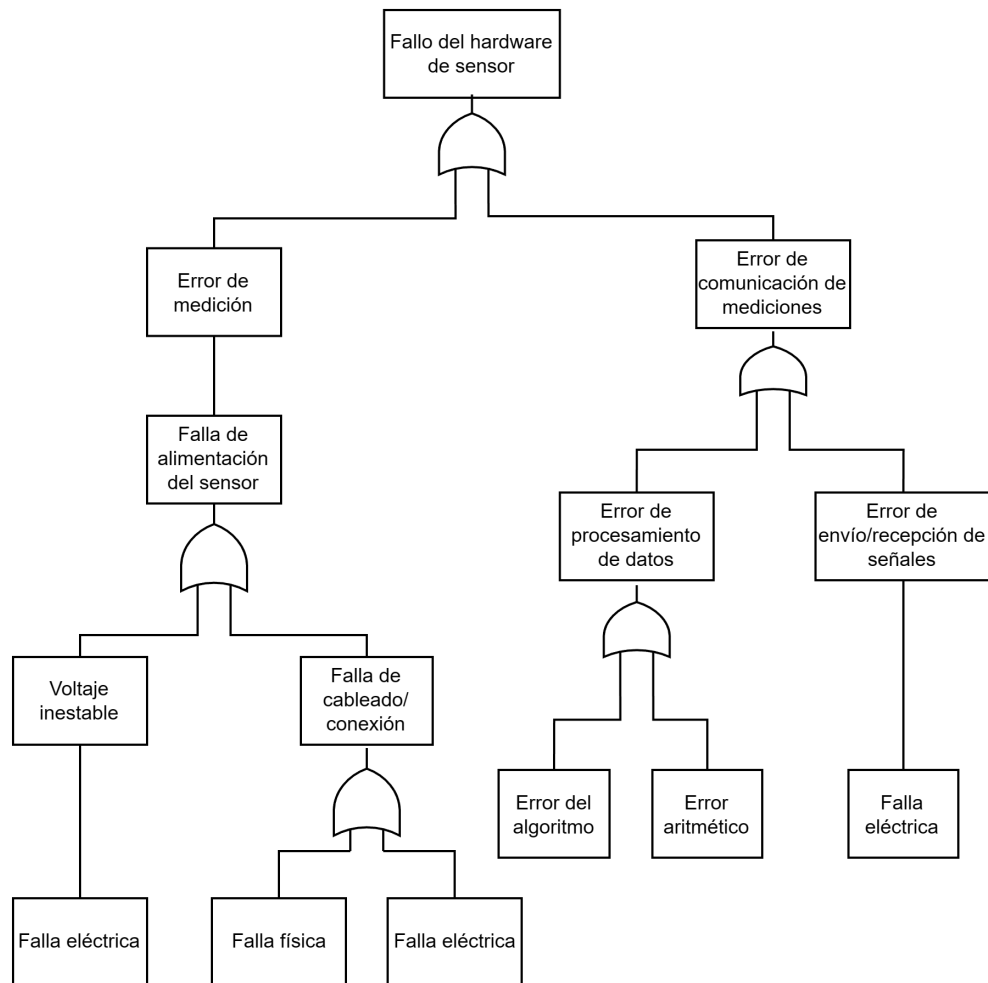 Fallo del hardware
de sensor
Error de
medición
Error de
comunicación de
mediciones
Falla de
alimentación
del sensor
Error de
procesamiento
de datos
Error de
envío/recepción de
señales
Voltaje
inestable
Falla de
cableado/
conexión
Error del
algoritmo
Error
aritmético
Falla
eléctrica
Falla eléctrica
Falla física
Falla eléctrica